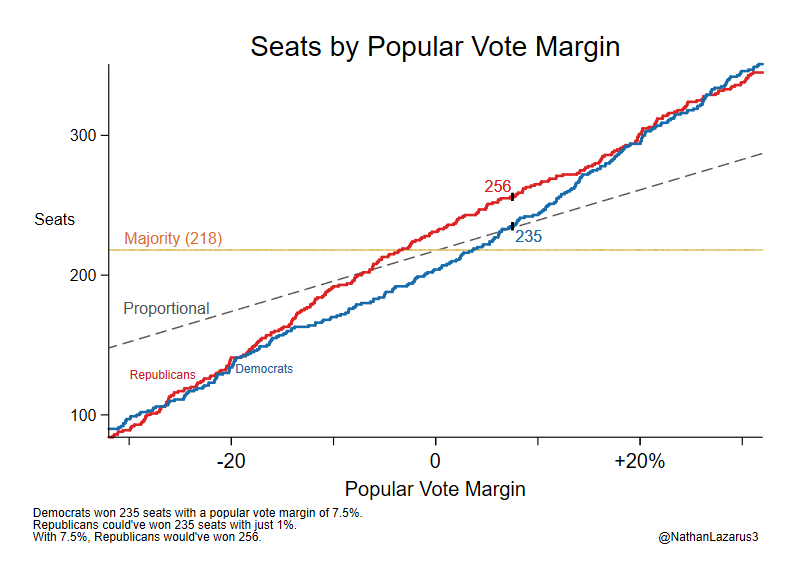 Seats by Popular Vote Margin
300
256
Seats
Majority (218)
235
200
Proportional
Republicans
Democrats
100
-20
0
+20%
Popular Vote Margin
Democrats won 235 seats with a popular vote margin of 7.5%.
Republicans could've won 235 seats with just 1%.
With 7.5%, Republicans would've won 256.
@NathanLazarus3